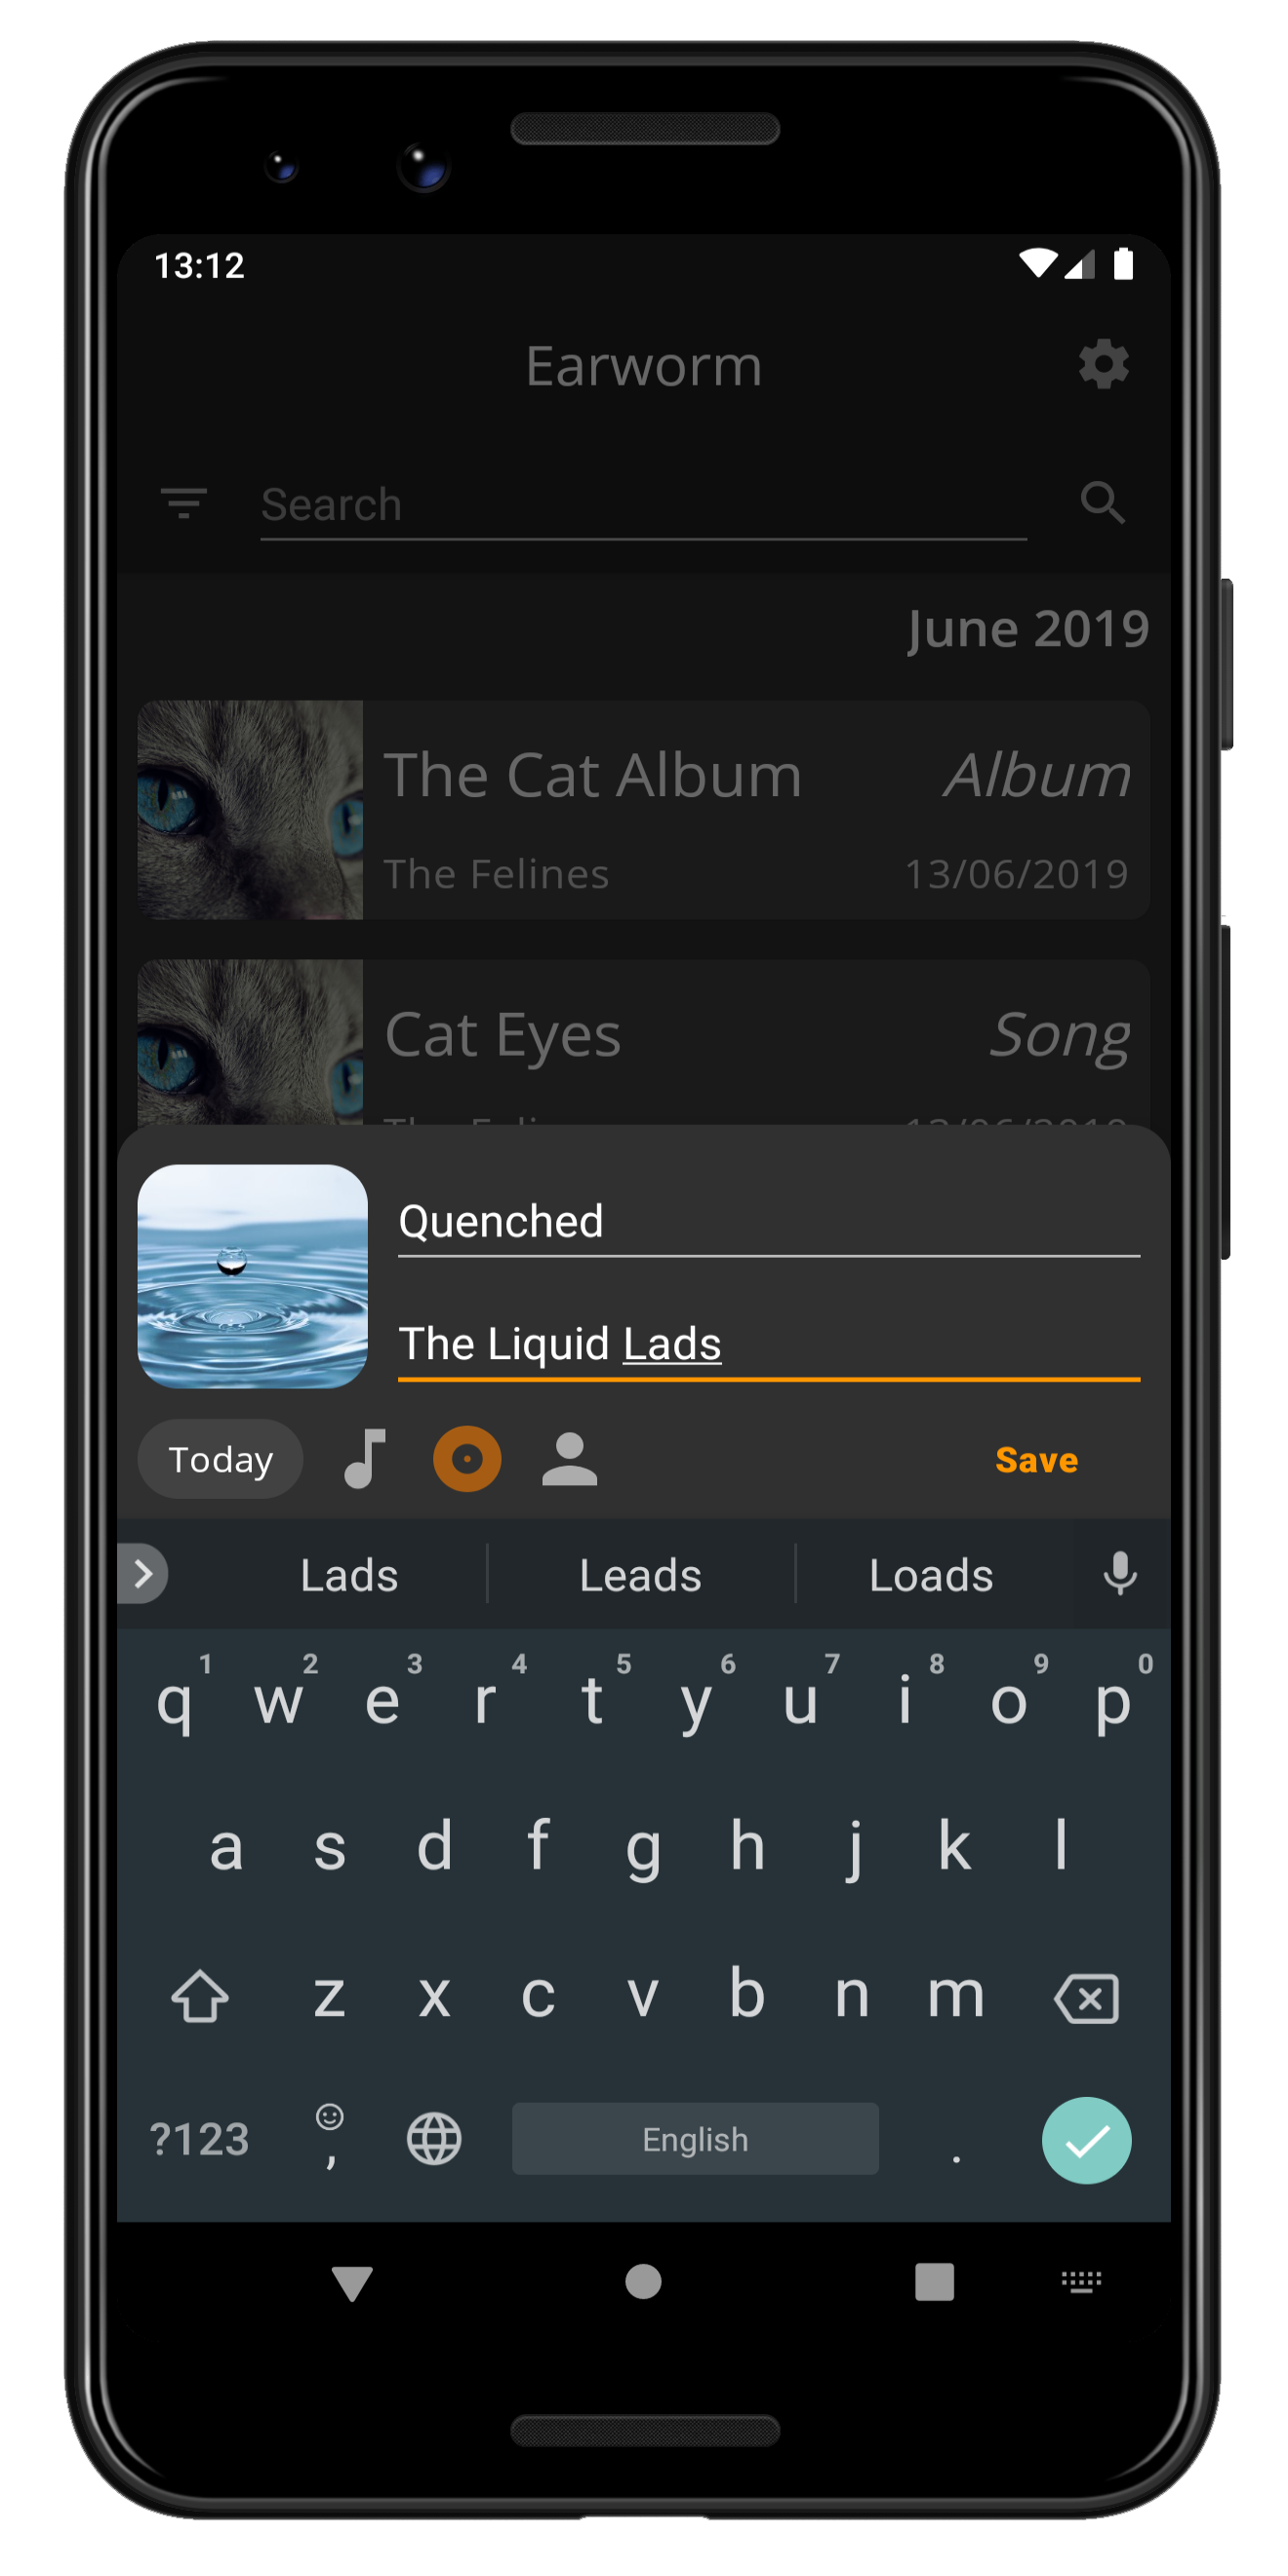 13:12
Earworm
Search
June 2019
The Cat Album Album
The Felines 13/06/2019
Cat Eyes Song
Quenched
The Liquid Lads
Today Save
Lads Leads Loads
1 2 3 4 5 6 7 8 9 0
q w e r t y u i o p
a s d f g h j k l
z x c v b n m
?123 , English .